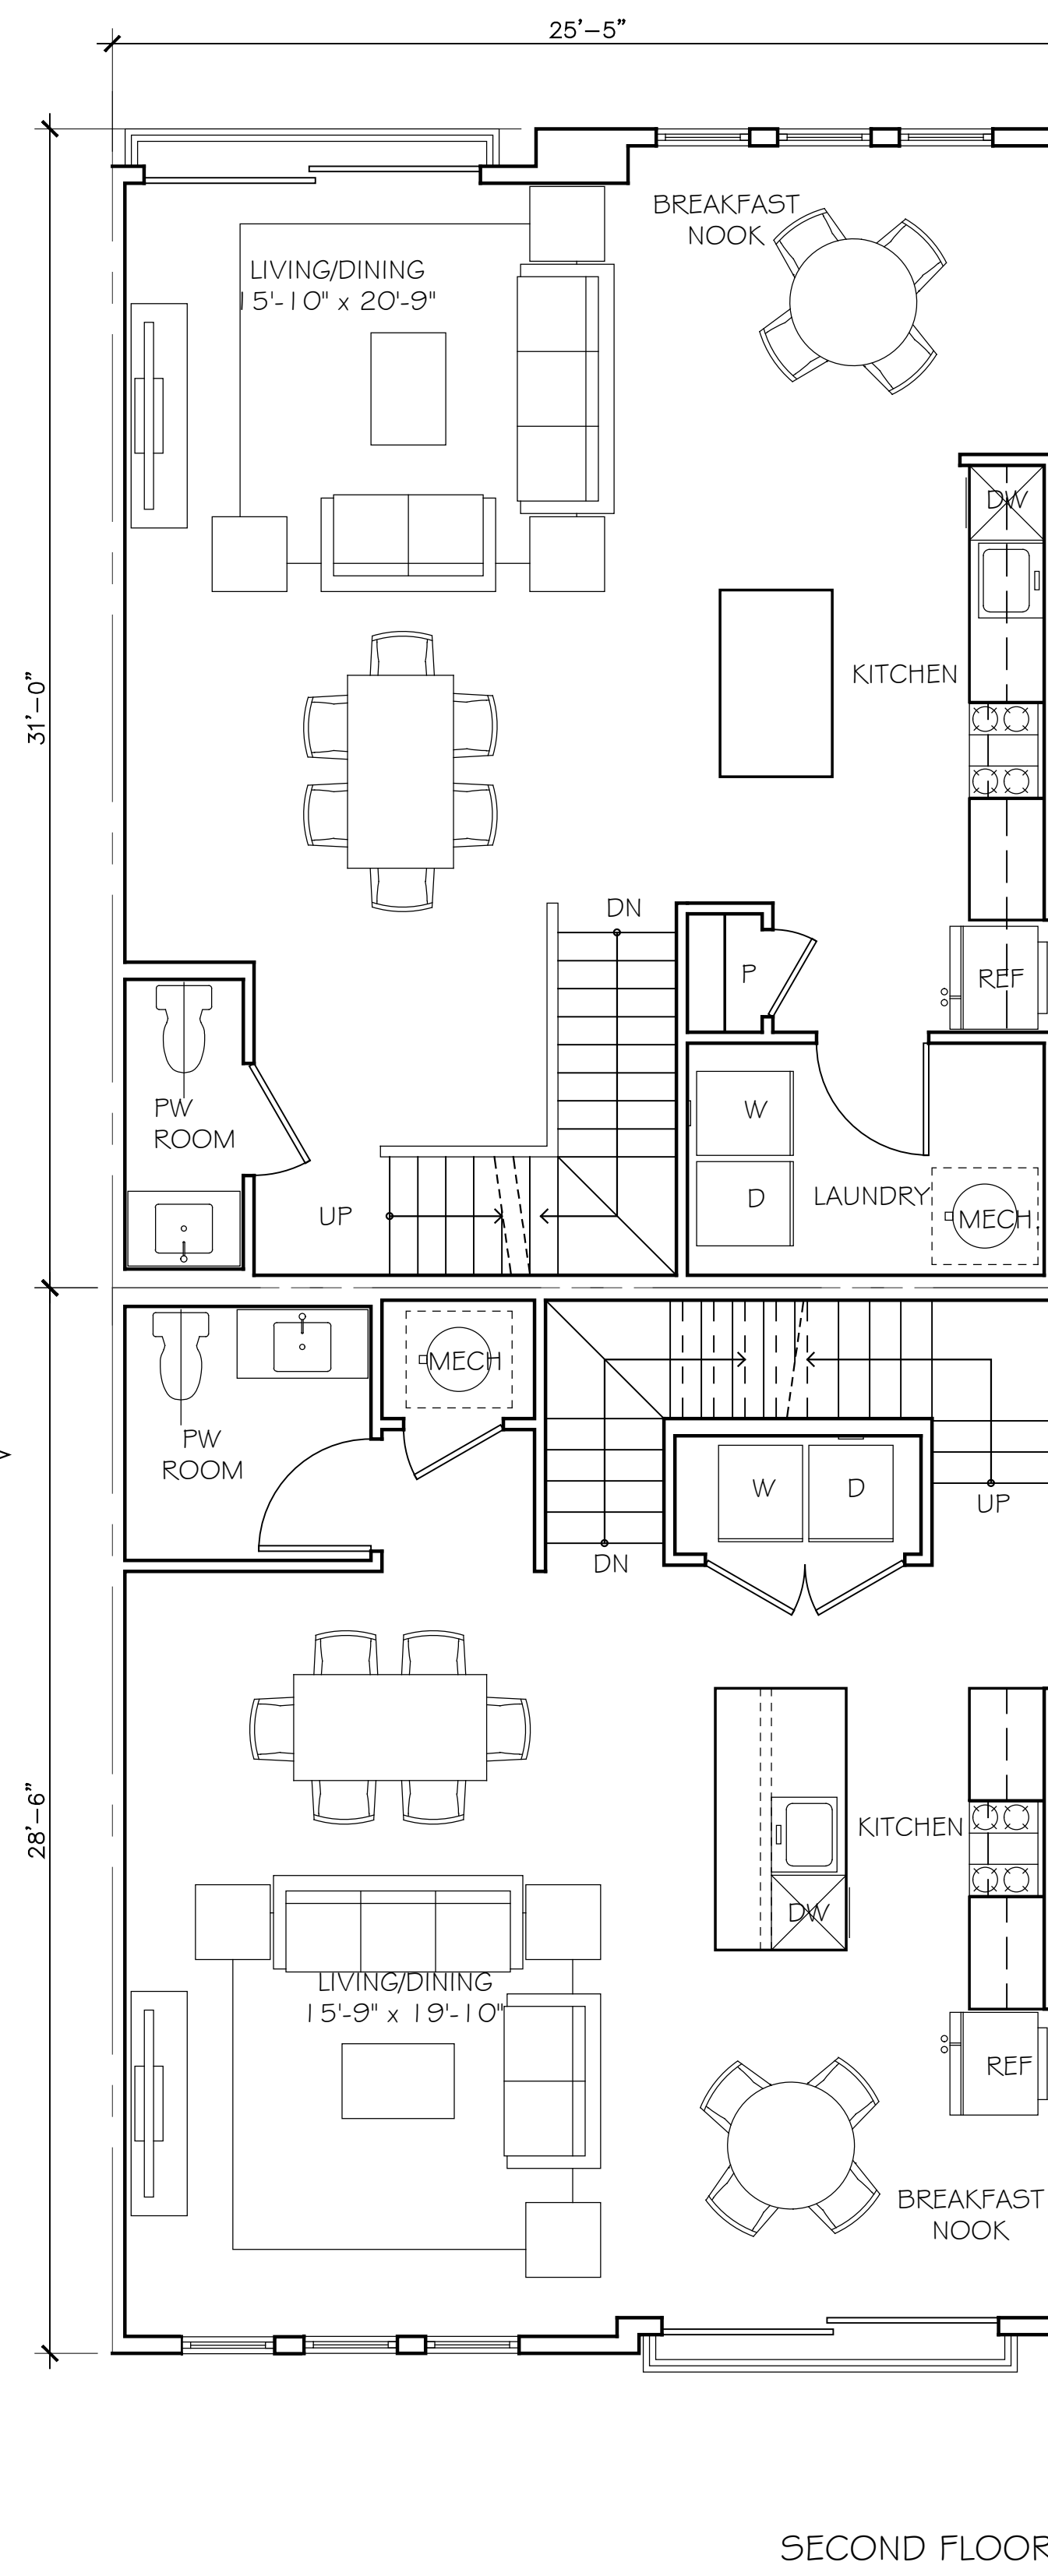 25'-5"
BREAKFAST
NOOK
LIVING/DINING
15'-10" x 20'-9"
DW
31'-0"
KITCHEN
DN
P
REF
W
PW
ROOM
D
LAUNDRY
UP
MECH.
MECH
PW
ROOM
W
D
UP
DN
28'-6"
KITCHEN
DW
LIVING/DINING
15'-9" x 19'-10"
REF
BREAKFAST
NOOK
SECOND FLOOR